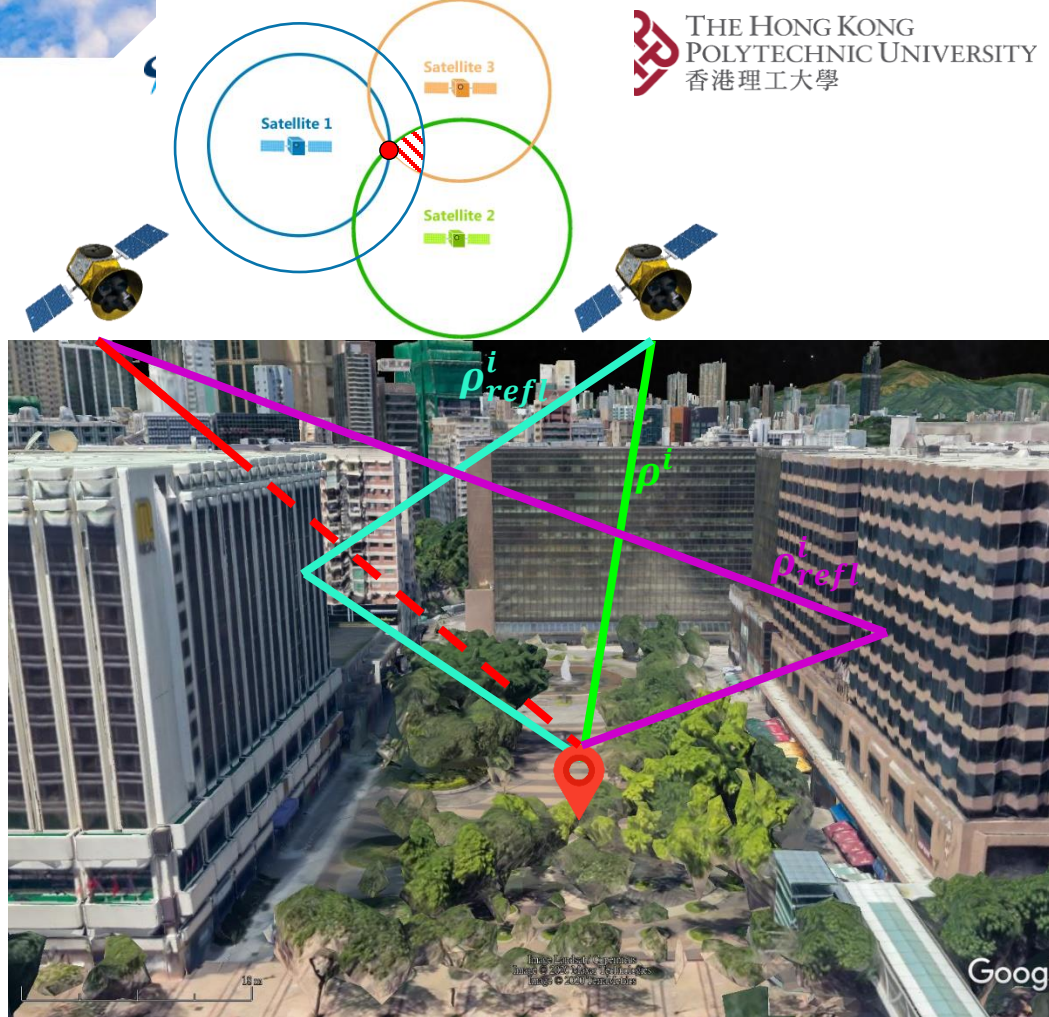 THE HONG KONG
POLYTECHNIC UNIVERSITY
香港理工大學
Satellite 3
Satellite 1
Satellite 2
ρ^i_refl
ρ^i
ρ^i_refl
Goog